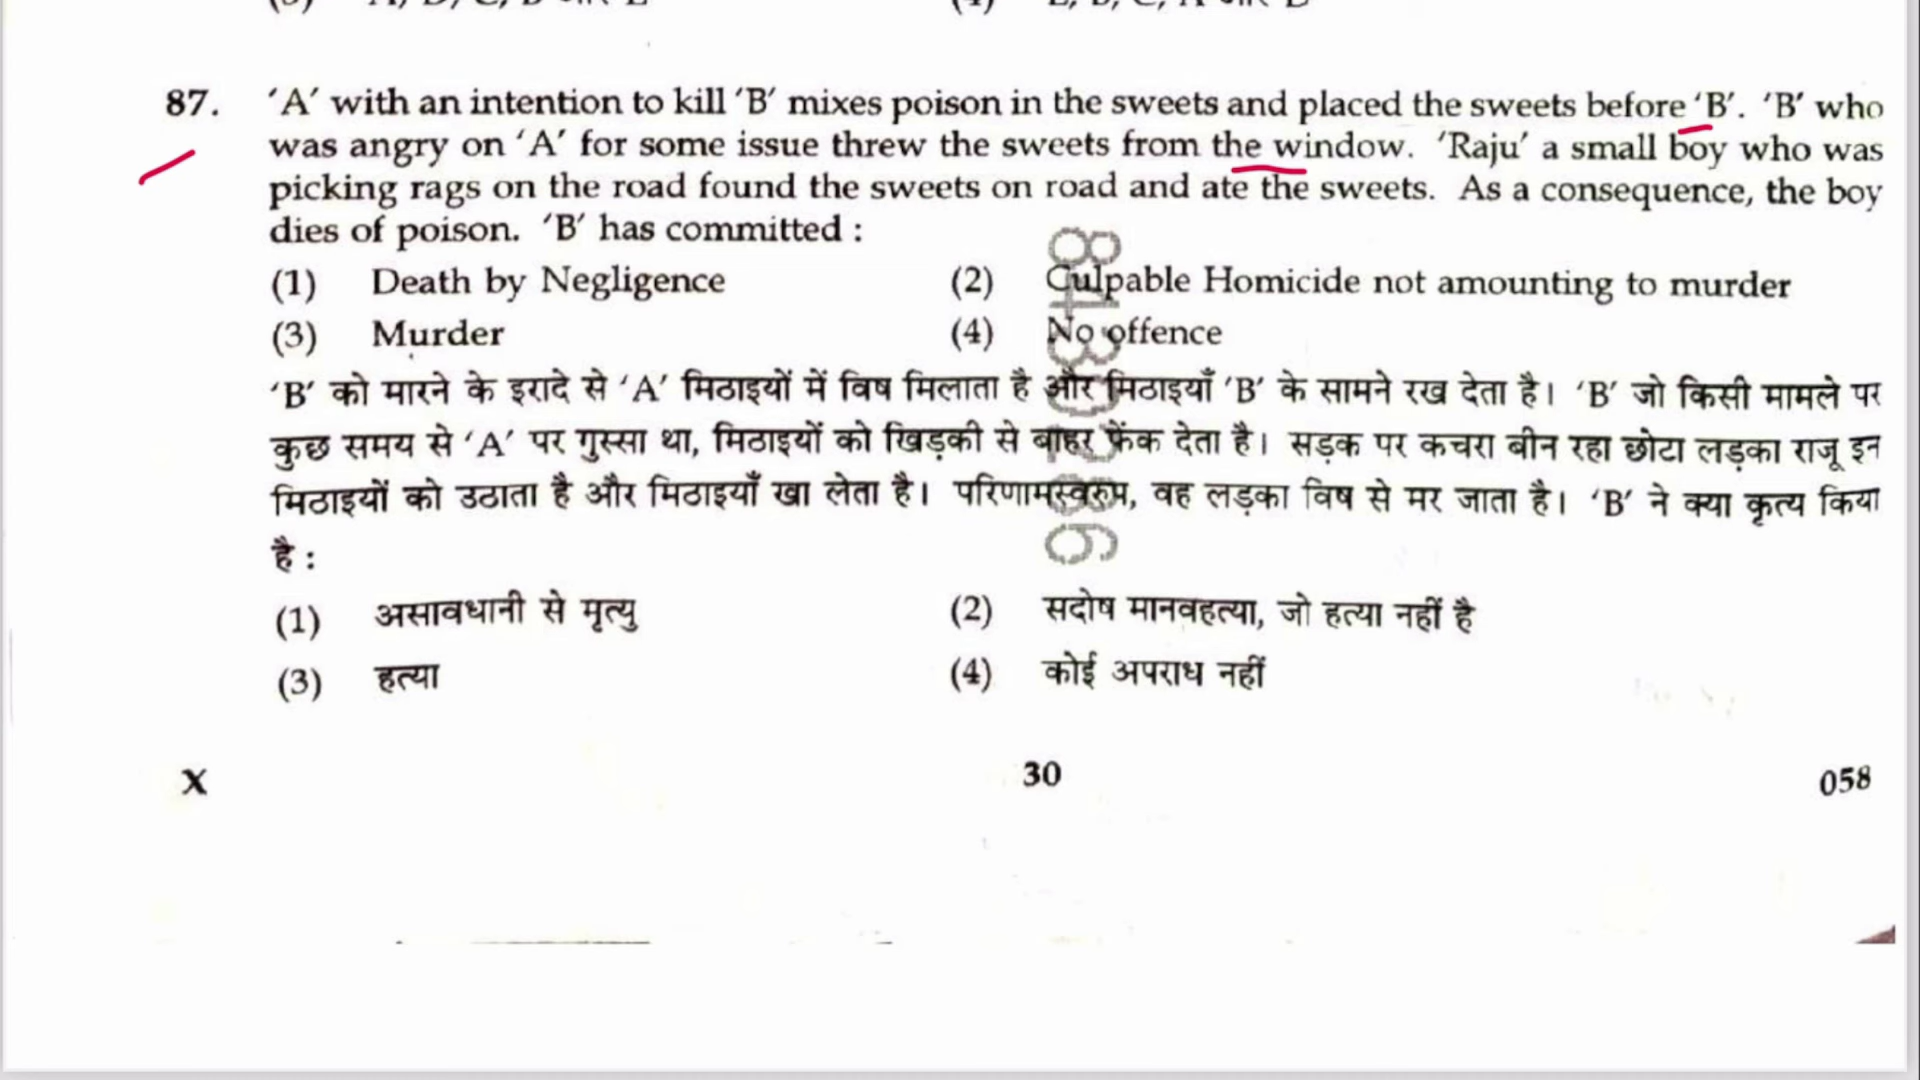 87. 'A' with an intention to kill 'B' mixes poison in the sweets and placed the sweets before 'B'. 'B' who
was angry on 'A' for some issue threw the sweets from the window. 'Raju' a small boy who was
picking rags on the road found the sweets on road and ate the sweets. As a consequence, the boy
dies of poison. 'B' has committed :
(1) Death by Negligence (2) Culpable Homicide not amounting to murder
(3) Murder (4) No offence
'B' को मारने के इरादे से 'A' मिठाइयों में विष मिलाता है और मिठाइयाँ 'B' के सामने रख देता है। 'B' जो किसी मामले पर
कुछ समय से 'A' पर गुस्सा था, मिठाइयों को खिड़की से बाहर फ़ेंक देता है। सड़क पर कचरा बीन रहा छोटा लड़का राजू इन
मिठाइयों को उठाता है और मिठाइयाँ खा लेता है। परिणामस्वरुप, वह लड़का विष से मर जाता है। 'B' ने क्या कृत्य किया
है :
(1) असावधानी से मृत्यु (2) सदोष मानवहत्या, जो हत्या नहीं है
(3) हत्या (4) कोई अपराध नहीं
X 30 058